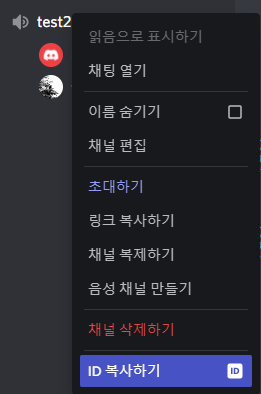 test2
읽음으로 표시하기
채팅 열기
이름 숨기기
채널 편집
초대하기
링크 복사하기
채널 복제하기
음성 채널 만들기
채널 삭제하기
ID 복사하기 ID